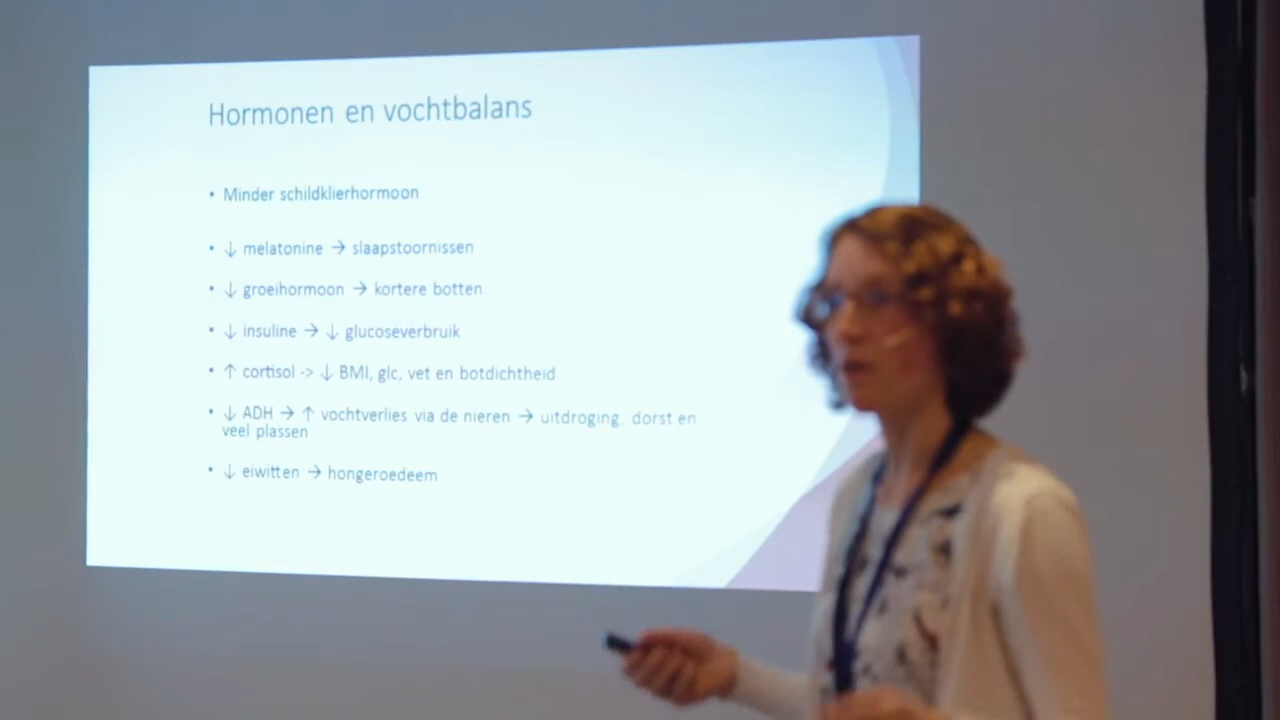 Hormonen en vochtbalans
• Minder schildklierhormoon
• ↓ melatonine → slaapstoornissen
• ↓ groeihormoon → kortere botten
• ↓ insuline → ↓ glucoseverbruik
• ↑ cortisol -> ↓ BMI, glc, vet en botdichtheid
• ↓ ADH → ↑ vochtverlies via de nieren → uitdroging, dorst en
veel plassen
• ↓ eiwitten → hongeroedeem